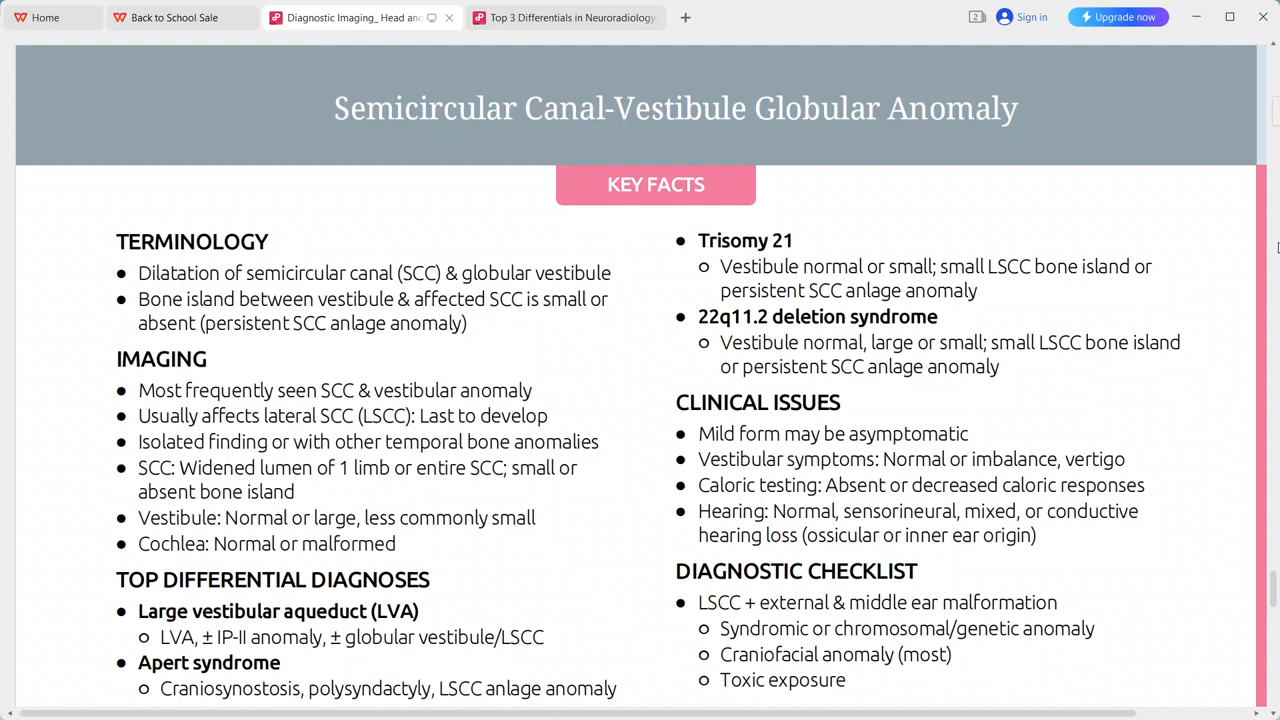 Home
Back to School Sale
Diagnostic Imaging_ Head and
Top 3 Differentials in Neuroradiology
2
Sign in
Upgrade now
Semicircular Canal-Vestibule Globular Anomaly
KEY FACTS
TERMINOLOGY
● Dilatation of semicircular canal (SCC) & globular vestibule
● Bone island between vestibule & affected SCC is small or
absent (persistent SCC anlage anomaly)
IMAGING
● Most frequently seen SCC & vestibular anomaly
● Usually affects lateral SCC (LSCC): Last to develop
● Isolated finding or with other temporal bone anomalies
● SCC: Widened lumen of 1 limb or entire SCC; small or
absent bone island
● Vestibule: Normal or large, less commonly small
● Cochlea: Normal or malformed
TOP DIFFERENTIAL DIAGNOSES
● Large vestibular aqueduct (LVA)
○ LVA, ± IP-II anomaly, ± globular vestibule/LSCC
● Apert syndrome
○ Craniosynostosis, polysyndactyly, LSCC anlage anomaly
● Trisomy 21
○ Vestibule normal or small; small LSCC bone island or
persistent SCC anlage anomaly
● 22q11.2 deletion syndrome
○ Vestibule normal, large or small; small LSCC bone island
or persistent SCC anlage anomaly
CLINICAL ISSUES
● Mild form may be asymptomatic
● Vestibular symptoms: Normal or imbalance, vertigo
● Caloric testing: Absent or decreased caloric responses
● Hearing: Normal, sensorineural, mixed, or conductive
hearing loss (ossicular or inner ear origin)
DIAGNOSTIC CHECKLIST
● LSCC + external & middle ear malformation
○ Syndromic or chromosomal/genetic anomaly
○ Craniofacial anomaly (most)
○ Toxic exposure